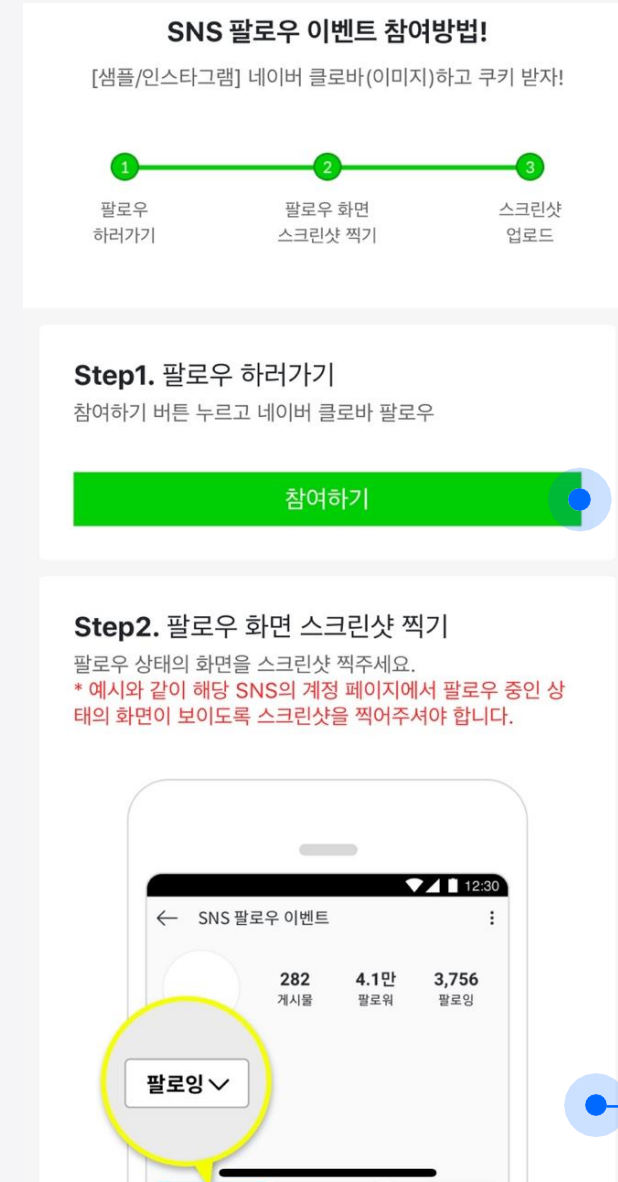 SNS 팔로우 이벤트 참여방법!
[샘플/인스타그램] 네이버 클로바(이미지)하고 쿠키 받자!
1 2 3
팔로우 팔로우 화면 스크린샷
하러가기 스크린샷 찍기 업로드
Step1. 팔로우 하러가기
참여하기 버튼 누르고 네이버 클로바 팔로우
참여하기
Step2. 팔로우 화면 스크린샷 찍기
팔로우 상태의 화면을 스크린샷 찍주세요.
* 예시와 같이 해당 SNS의 계정 페이지에서 팔로우 중인 상
태의 화면이 보이도록 스크린샷을 찍어주셔야 합니다.
12:30
SNS 팔로우 이벤트
282 4.1만 3,756
게시물 팔로워 팔로잉
팔로잉